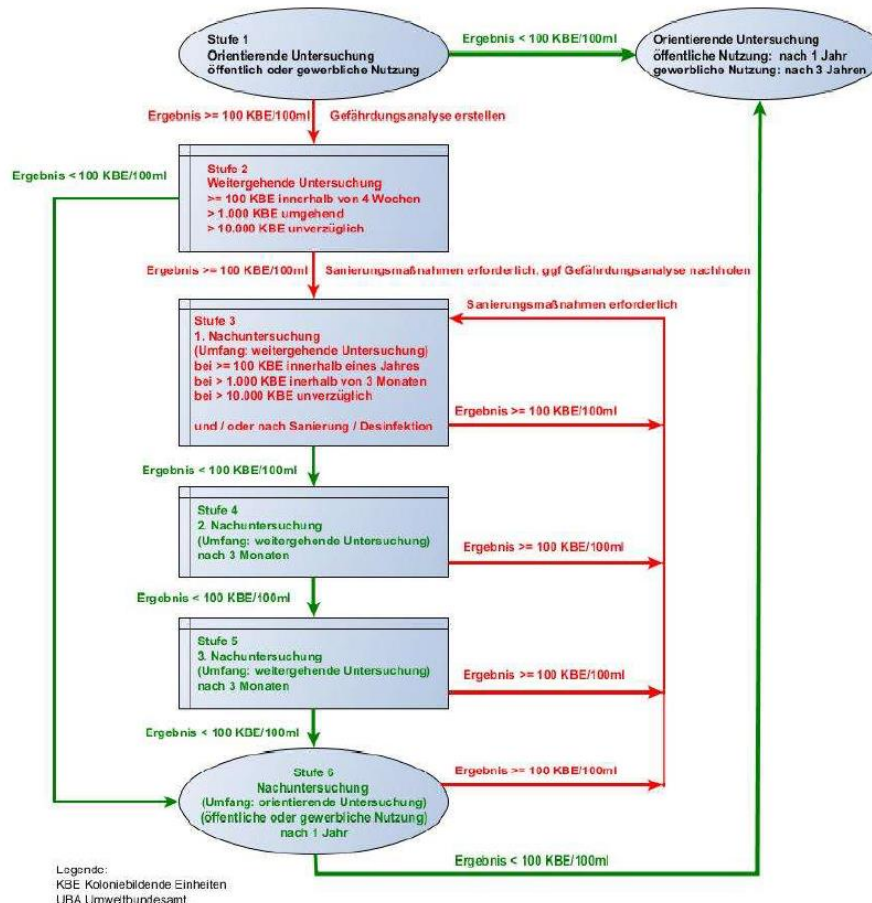 Stufe 1
Orientierende Untersuchung
öffentlich oder gewerbliche Nutzung
Ergebnis < 100 KBE/100ml
Orientierende Untersuchung
öffentliche Nutzung: nach 1 Jahr
gewerbliche Nutzung: nach 3 Jahren
Ergebnis >= 100 KBE/100ml
Gefährdungsanalyse erstellen
Ergebnis < 100 KBE/100ml
Stufe 2
Weitergehende Untersuchung
>= 100 KBE innerhalb von 4 Wochen
> 1.000 KBE umgehend
> 10.000 KBE unverzüglich
Ergebnis >= 100 KBE/100ml
Sanierungsmaßnahmen erforderlich, ggf Gefährdungsanalyse nachholen
Sanierungsmaßnahmen erforderlich
Stufe 3
1. Nachuntersuchung
(Umfang: weitergehende Untersuchung)
bei >= 100 KBE innerhalb eines Jahres
bei > 1.000 KBE inerhalb von 3 Monaten
bei > 10.000 KBE unverzüglich
und / oder nach Sanierung / Desinfektion
Ergebnis >= 100 KBE/100ml
Ergebnis < 100 KBE/100ml
Stufe 4
2. Nachuntersuchung
(Umfang: weitergehende Untersuchung)
nach 3 Monaten
Ergebnis >= 100 KBE/100ml
Ergebnis < 100 KBE/100ml
Stufe 5
3. Nachuntersuchung
(Umfang: weitergehende Untersuchung)
nach 3 Monaten
Ergebnis >= 100 KBE/100ml
Ergebnis < 100 KBE/100ml
Stufe 6
Nachuntersuchung
(Umfang: orientierende Untersuchung)
(öffentliche oder gewerbliche Nutzung)
nach 1 Jahr
Ergebnis >= 100 KBE/100ml
Ergebnis < 100 KBE/100ml
Legende:
KBE Koloniebildende Einheiten
UBA Umweltbundesamt